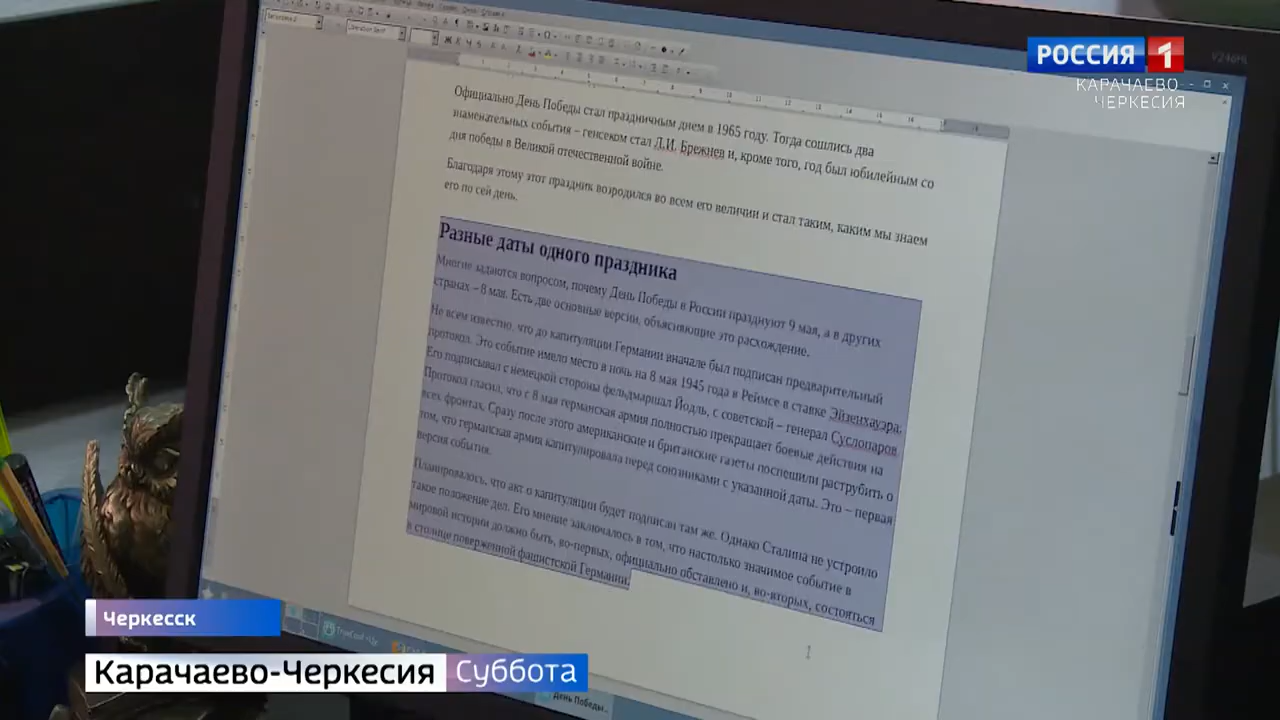 РОССИЯ 1
КАРАЧАЕВО
ЧЕРКЕСИЯ
Официально День Победы стал праздничным днем в 1965 году. Тогда сошлись два
знаменательных события – генсеком стал Л.И. Брежнев и, кроме того, год был юбилейным со
дня победы в Великой отечественной войне.
Благодаря этому этот праздник возродился во всем его величии и стал таким, каким мы знаем
его по сей день.
Разные даты одного праздника
Многие задаются вопросом, почему День Победы в России празднуют 9 мая, а в других
странах – 8 мая. Есть две основные версии, объясняющие это расхождение.
Не всем известно, что до капитуляции Германии вначале был подписан предварительный
протокол. Это событие имело место в ночь на 8 мая 1945 года в Реймсе в ставке Эйзенхауэра.
Его подписывал с немецкой стороны фельдмаршал Йодль, с советской – генерал Суслопаров.
Протокол гласил, что с 8 мая германская армия полностью прекращает боевые действия на
всех фронтах. Сразу после этого американские и британские газеты поспешили раструбить о
том, что германская армия капитулировала перед союзниками с указанной даты. Это – первая
версия события.
Планировалось, что акт о капитуляции будет подписан там же. Однако Сталина не устроило
такое положение дел. Его мнение заключалось в том, что настолько значимое событие в
мировой истории должно быть, во-первых, официально обставлено и, во-вторых, состояться
в столице поверженной фашистской Германии.
1
День Победы...
Черкесск
Карачаево-Черкесия Суббота